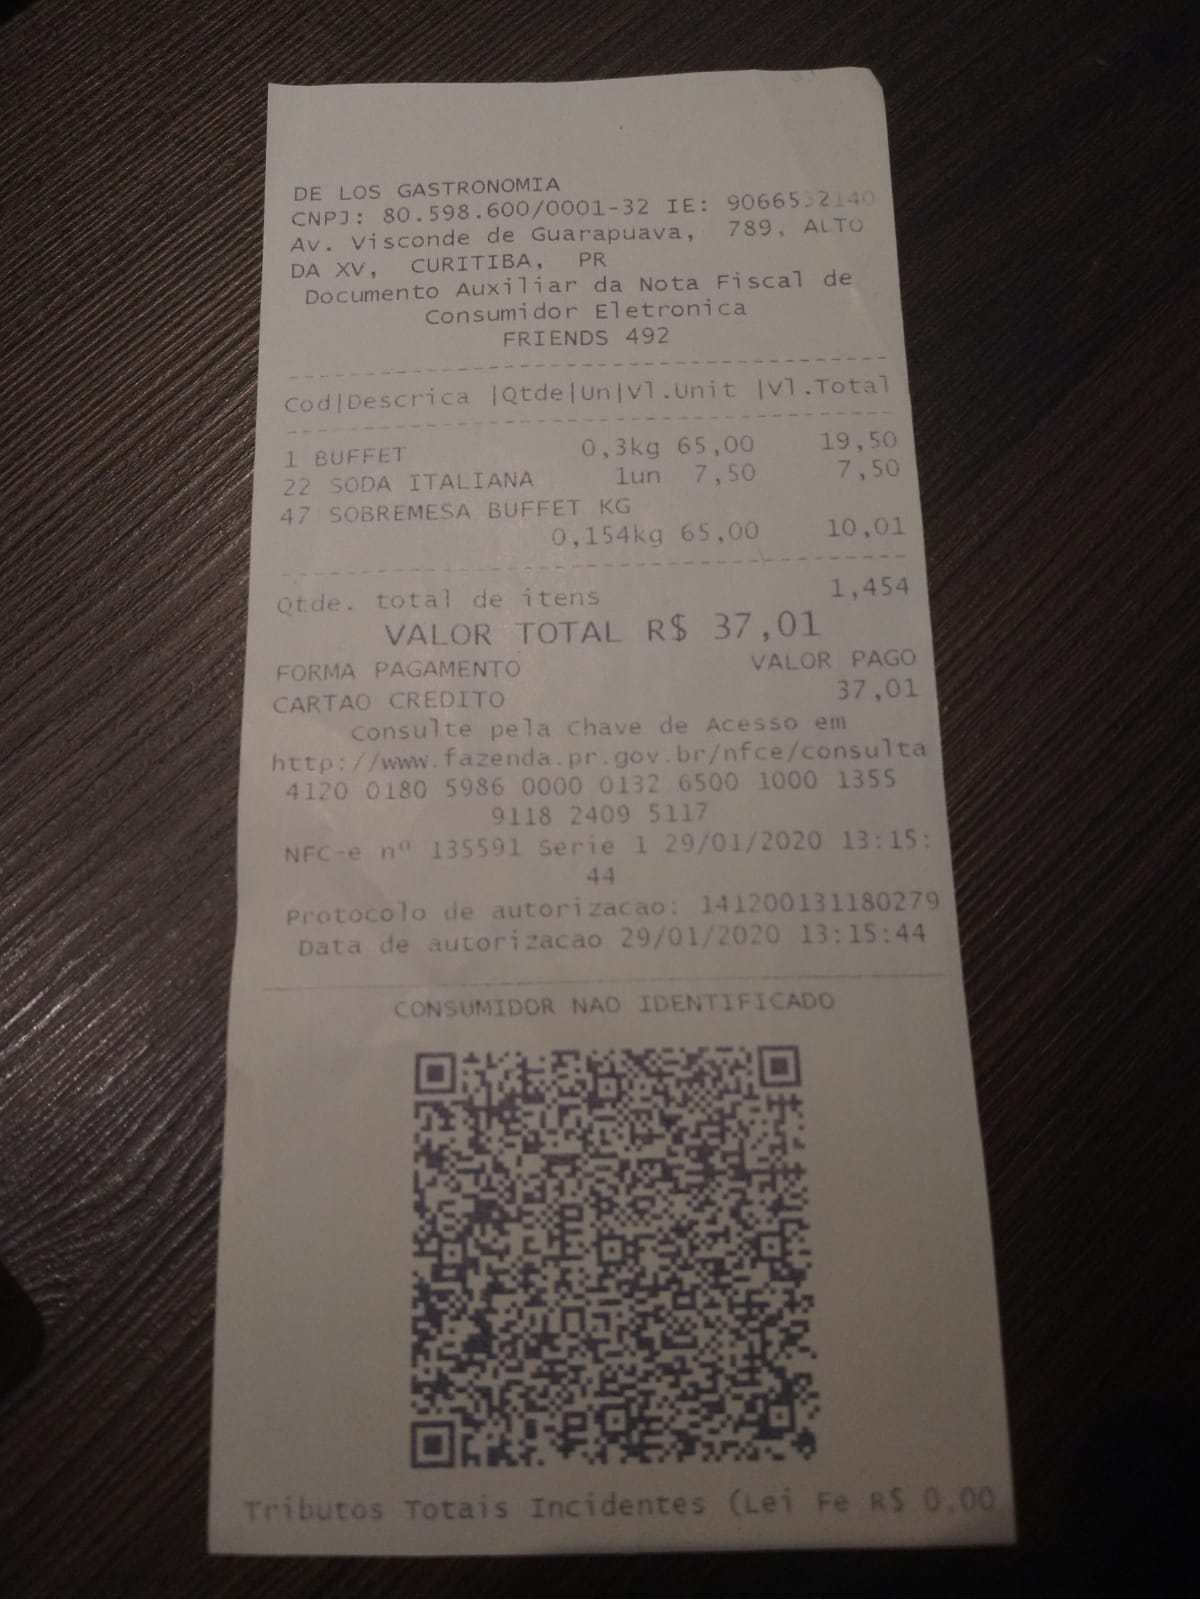 DE LOS GASTRONOMIA
CNPJ: 80.598.600/0001-32 IE: 9066532140
Av. Visconde de Guarapuava, 789, ALTO
DA XV, CURITIBA, PR
Documento Auxiliar da Nota Fiscal de
Consumidor Eletronica
FRIENDS 492
Cod|Descrica |Qtde|Un|Vl.Unit |Vl.Total
1 BUFFET 0,3kg 65,00 19,50
22 SODA ITALIANA 1un 7,50 7,50
47 SOBREMESA BUFFET KG
0,154kg 65,00 10,01
Qtde. total de itens 1,454
VALOR TOTAL R$ 37,01
FORMA PAGAMENTO VALOR PAGO
CARTAO CREDITO 37,01
Consulte pela Chave de Acesso em
http://www.fazenda.pr.gov.br/nfce/consulta
4120 0180 5986 0000 0132 6500 1000 1355
9118 2409 5117
NFC-e nº 135591 Serie 1 29/01/2020 13:15:
44
Protocolo de autorizacao: 141200131180279
Data de autorizacao 29/01/2020 13:15:44
CONSUMIDOR NAO IDENTIFICADO
Tributos Totais Incidentes (Lei Fe R$ 0.00